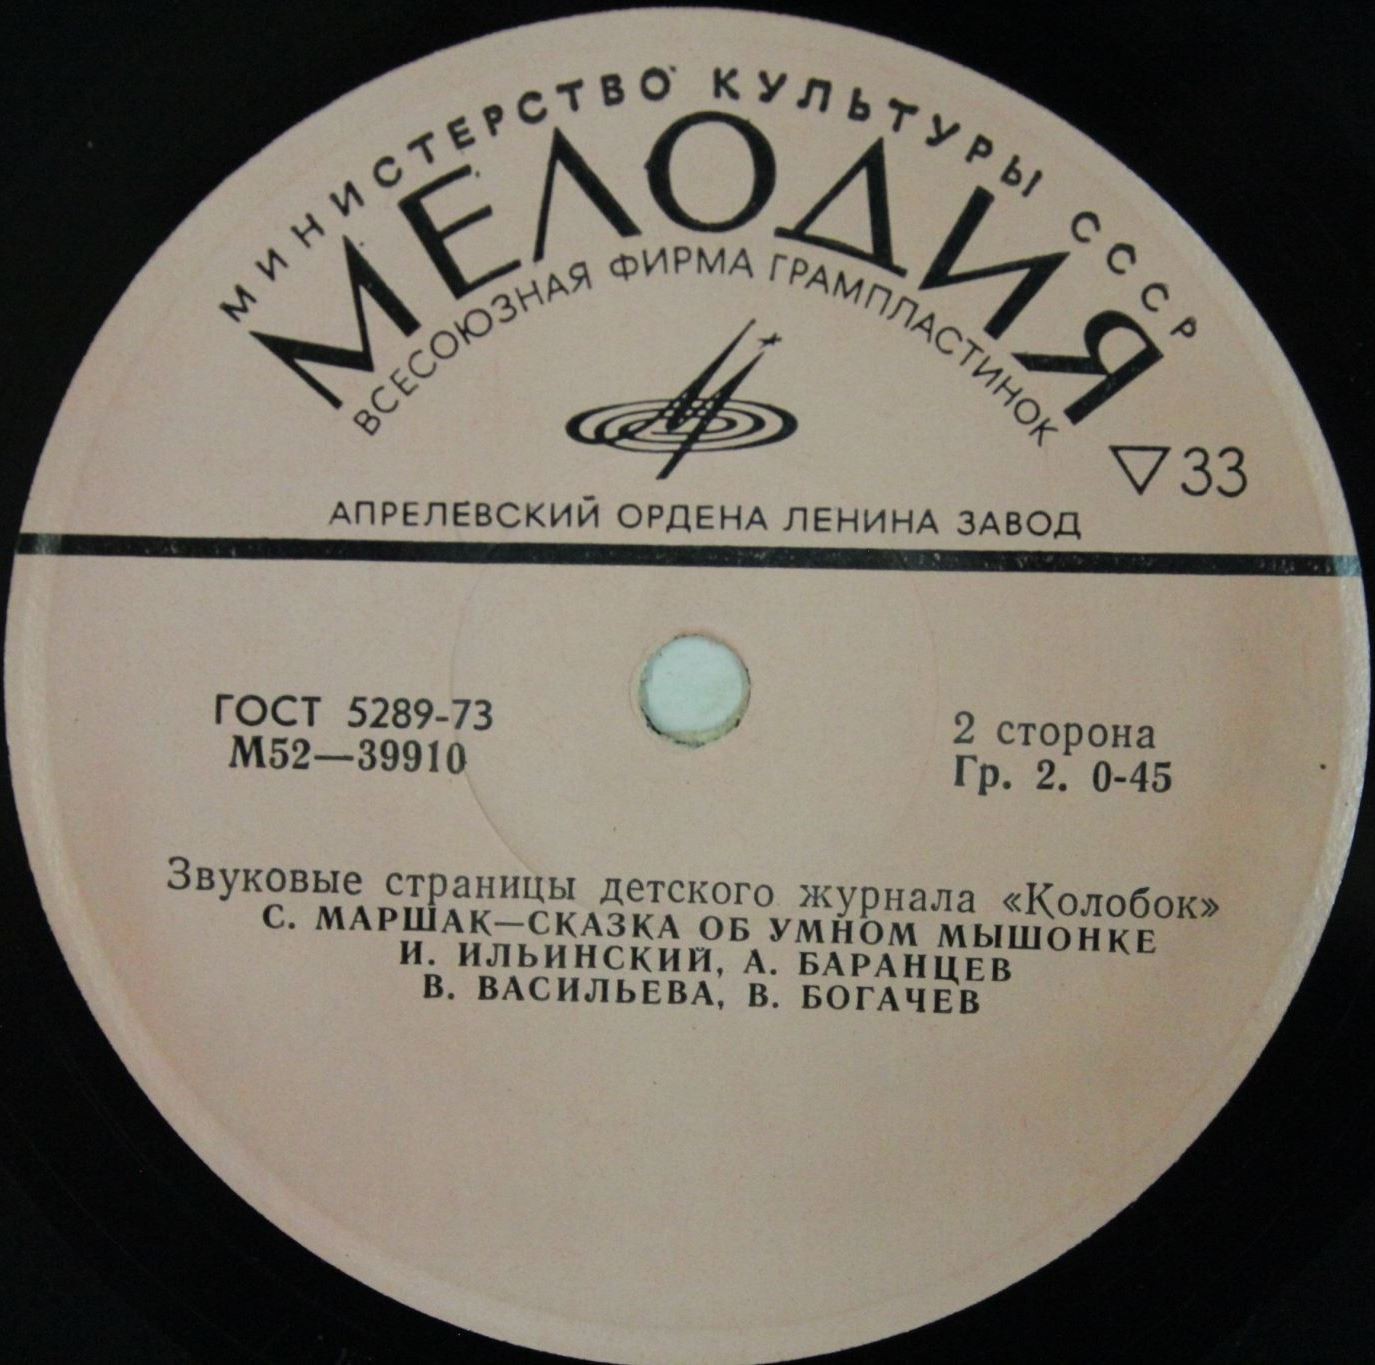 МИНИСТЕРСТВО КУЛЬТУРЫ СССР
МЕЛОДИЯ
ВСЕСОЮЗНАЯ ФИРМА ГРАМПЛАСТИНОК
▽33
АПРЕЛЕВСКИЙ ОРДЕНА ЛЕНИНА ЗАВОД
ГОСТ 5289-73
М52—39910
2 сторона
Гр. 2. 0-45
Звуковые страницы детского журнала «Колобок»
С. МАРШАК—СКАЗКА ОБ УМНОМ МЫШОНКЕ
И. ИЛЬИНСКИЙ, А. БАРАНЦЕВ
В. ВАСИЛЬЕВА, В. БОГАЧЕВ